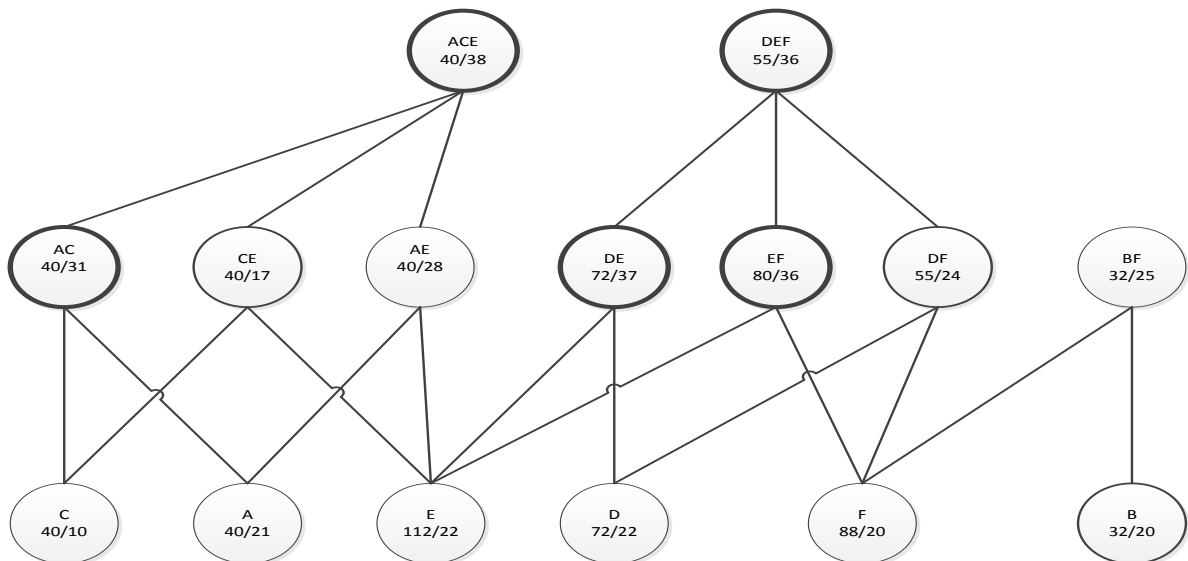 ACE
40/38
DEF
55/36
AC
40/31
CE
40/17
AE
40/28
DE
72/37
EF
80/36
DF
55/24
BF
32/25
C
40/10
A
40/21
E
112/22
D
72/22
F
88/20
B
32/20